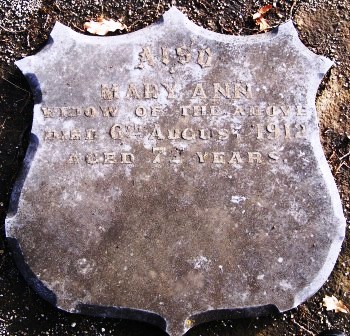 ALSO
MARY ANN
WIDOW OF THE ABOVE
DIED 6TH AUGUST 1912
AGED YEARS.